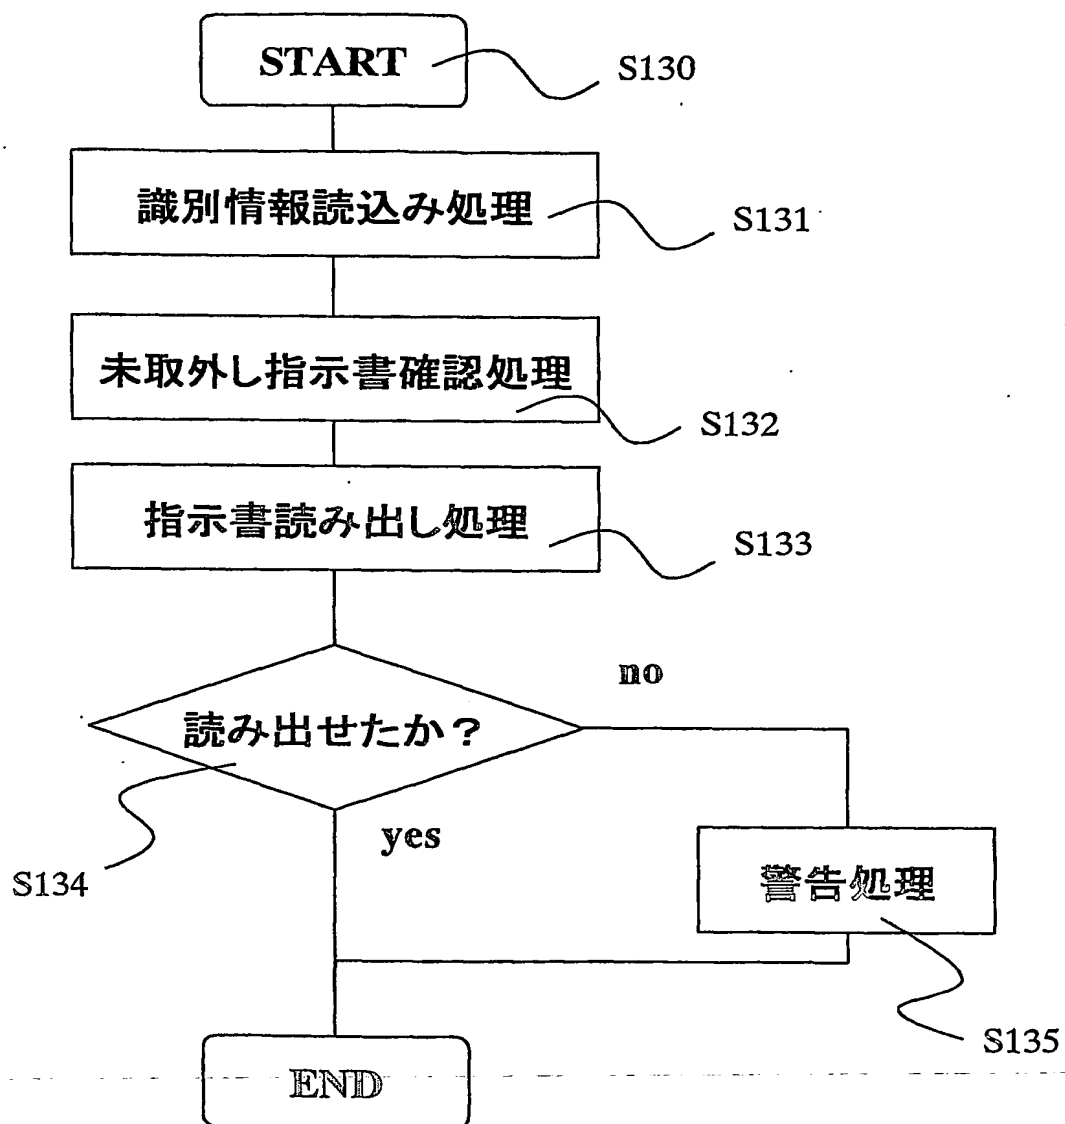 START
S130
識別情報読込み処理
S131
未取外し指示書確認処理
S132
指示書読み出し処理
S133
no
読み出せたか？
yes
S134
警告処理
S135
END